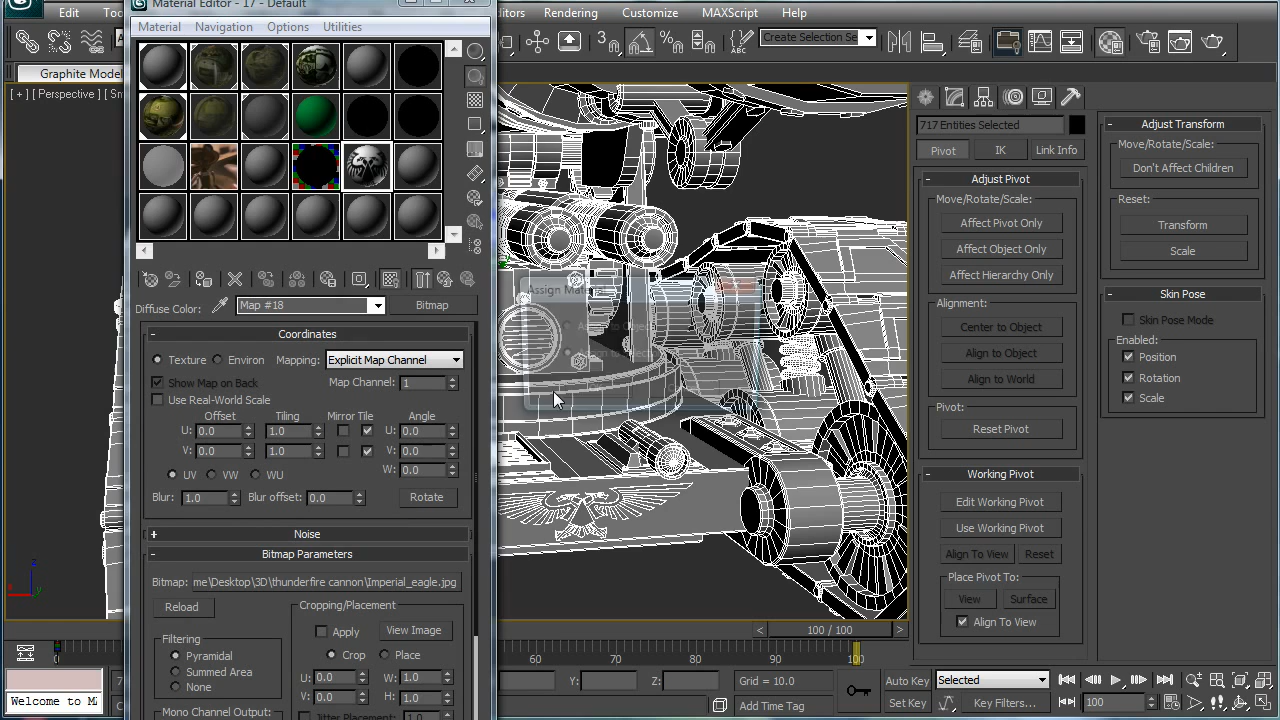 Material Editor - 17 - Default
Edit
Rendering
Customize
MAXScript
Help
Material
Navigation
Options
Utilities
Create Selection Se
Graphite Model
[ + ] [ Perspective ] [
717 Entities Selected
Pivot
IK
Link Info
Adjust Pivot
Move/Rotate/Scale:
Affect Pivot Only
Affect Object Only
Affect Hierarchy Only
Alignment:
Center to Object
Align to Object
Align to World
Pivot:
Reset Pivot
Working Pivot
Edit Working Pivot
Use Working Pivot
Align To View
Reset
Place Pivot To:
View
Surface
Align To View
Adjust Transform
Move/Rotate/Scale:
Don't Affect Children
Reset:
Transform
Scale
Skin Pose
Skin Pose Mode
Enabled:
Position
Rotation
Scale
Assign Material
Diffuse Color:
Map #18
Bitmap
Coordinates
Texture
Environ
Mapping:
Explicit Map Channel
Show Map on Back
Map Channel:
1
Use Real-World Scale
Offset
Tiling
Mirror Tile
Angle
U: 0.0 1.0 U: 0.0
V: 0.0 1.0 V: 0.0
W: 0.0
UV
VW
WU
Blur: 1.0
Blur offset: 0.0
Rotate
Noise
Bitmap Parameters
Bitmap:
me\Desktop\3D\thunderfire cannon\Imperial_eagle.jpg
Reload
Cropping/Placement
Apply
View Image
Filtering
Pyramidal
Summed Area
None
Crop
Place
U: 0.0 W: 1.0
V: 0.0 H: 1.0
Jitter Placement: 1.0
Mono Channel Output:
100 / 100
0
60
70
80
90
100
Y:
Z:
Grid = 10.0
Add Time Tag
Auto Key
Selected
Set Key
Key Filters...
100
Welcome to M